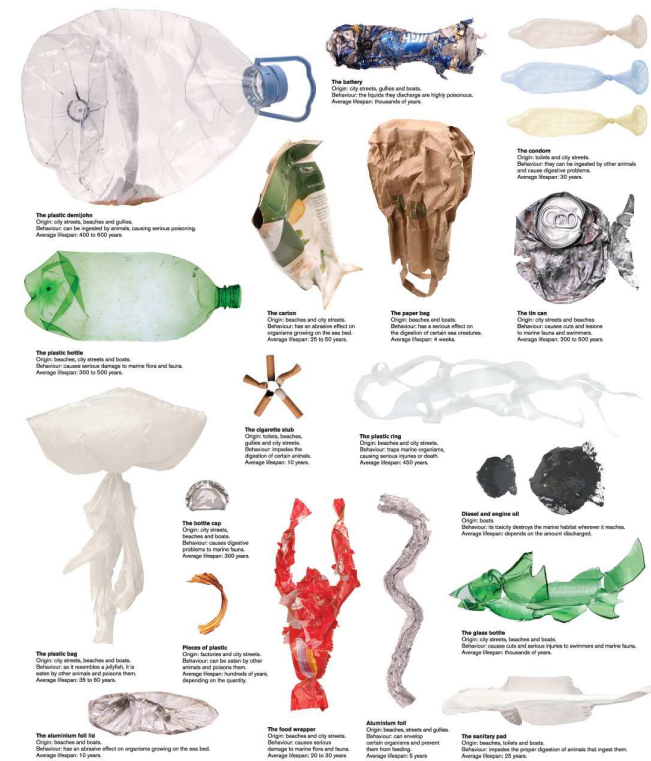 The battery
Origin: city streets, gullies and boats.
Behaviour: the liquids they discharge are highly poisonous.
Average lifespan: thousands of years.
The condom
Origin: toilets and city streets.
Behaviour: they can be ingested by other animals
and cause digestive problems.
Average lifespan: 30 years.
The plastic demijohn
Origin: city streets, beaches and gullies.
Behaviour: can be ingested by animals, causing serious poisoning.
Average lifespan: 400 to 600 years.
The carton
Origin: beaches and city streets.
Behaviour: has an abrasive effect on
organisms growing on the sea bed.
Average lifespan: 25 to 50 years.
The paper bag
Origin: beaches and boats.
Behaviour: has a serious effect on
the digestion of certain sea creatures.
Average lifespan: 4 weeks.
The tin can
Origin: city streets and beaches.
Behaviour: causes cuts and lesions
to marine fauna and swimmers.
Average lifespan: 200 to 500 years.
The plastic bottle
Origin: beaches, city streets and boats.
Behaviour: causes serious damage to marine flora and fauna.
Average lifespan: 300 to 500 years.
The cigarette stub
Origin: toilets, beaches,
gullies and city streets.
Behaviour: impedes the
digestion of certain animals.
Average lifespan: 10 years.
The plastic ring
Origin: beaches and city streets.
Behaviour: traps marine organisms,
causing serious injuries or death.
Average lifespan: 450 years.
The bottle cap
Origin: city streets,
beaches and boats.
Behaviour: causes digestive
problems to marine fauna.
Average lifespan: 300 years.
Diesel and engine oil
Origin: boats
Behaviour: its toxicity destroys the marine habitat wherever it reaches.
Average lifespan: depends on the amount discharged.
The plastic bag
Origin: city streets, beaches and boats.
Behaviour: as it resembles a jellyfish, it is
eaten by other animals and poisons them.
Average lifespan: 35 to 60 years.
Pieces of plastic
Origin: factories and city streets.
Behaviour: can be eaten by other
animals and poisons them.
Average lifespan: hundreds of years,
depending on the quantity.
The glass bottle
Origin: city streets, beaches and boats.
Behaviour: causes cuts and serious injuries to swimmers and marine fauna.
Average lifespan: thousands of years.
The aluminium foil lid
Origin: beaches and boats.
Behaviour: has an abrasive effect on organisms growing on the sea bed.
Average lifespan: 10 years.
The food wrapper
Origin: beaches and city streets.
Behaviour: causes serious
damage to marine flora and fauna.
Average lifespan: 20 to 30 years
Aluminium foil
Origin: beaches, streets and gullies.
Behaviour: can envelop
certain organisms and prevent
them from feeding.
Average lifespan: 5 years
The sanitary pad
Origin: beaches, toilets and boats.
Behaviour: impedes the proper digestion of animals that ingest them.
Average lifespan: 25 years.